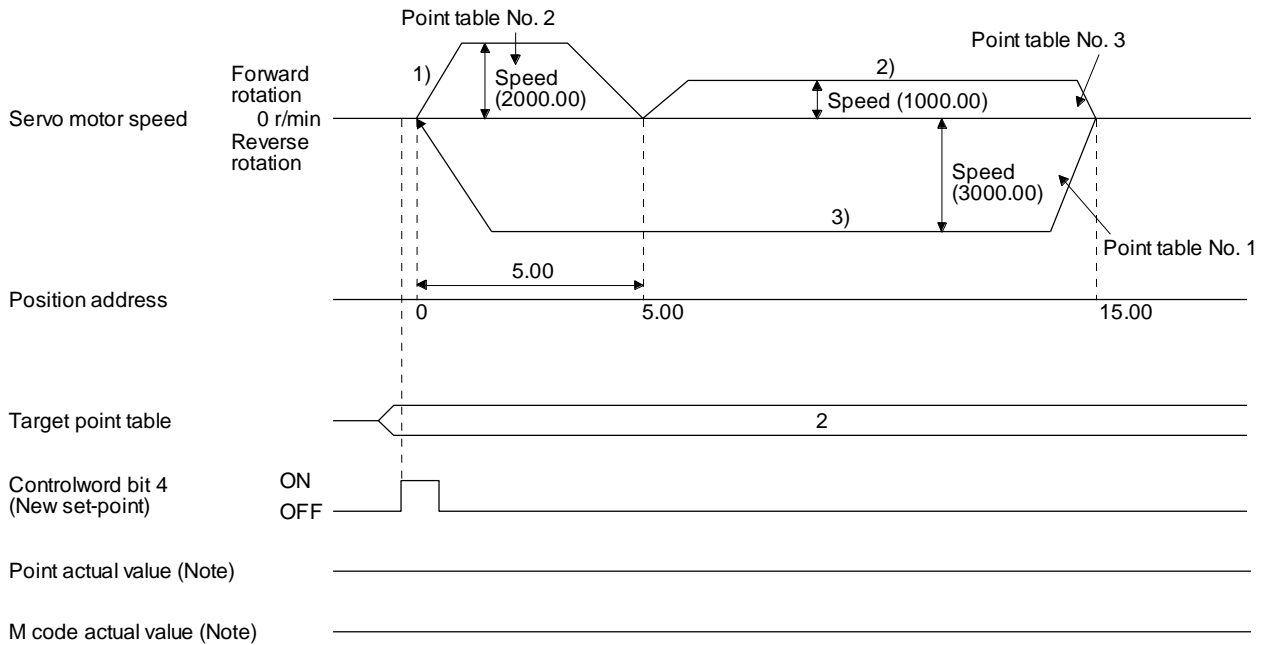 Point table No. 2
Point table No. 3
1)
2)
Forward
rotation
Speed
(2000.00)
Speed (1000.00)
Servo motor speed
0 r/min
Reverse
rotation
Speed
(3000.00)
3)
Point table No. 1
5.00
Position address
0
5.00
15.00
Target point table
2
Controlword bit 4
(New set-point)
ON
OFF
Point actual value (Note)
M code actual value (Note)